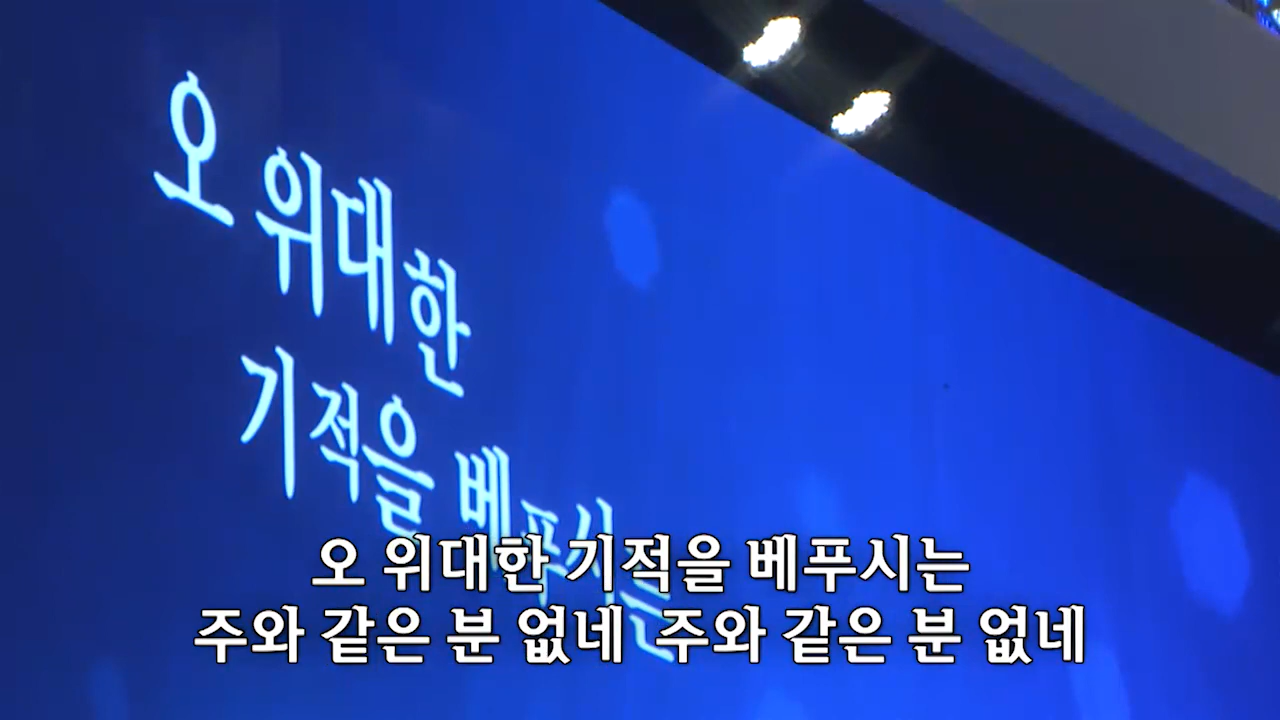 오 위대한
기적을 베푸시는
오 위대한 기적을 베푸시는
주와 같은 분 없네 주와 같은 분 없네